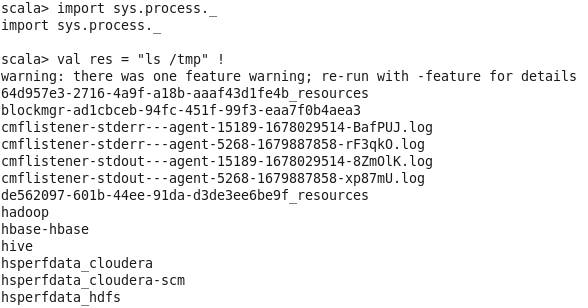 scala> import sys.process._
import sys.process._
scala> val res = "ls /tmp" !
warning: there was one feature warning; re-run with -feature for details
64d957e3-2716-4a9f-a18b-aaaf43d1fe4b_resources
blockmgr-ad1cbceb-94fc-451f-99f3-eaa7f0b4aea3
cmflistener-stderr---agent-15189-1678029514-BafPUJ.log
cmflistener-stderr---agent-5268-1679887858-rF3qkO.log
cmflistener-stdout---agent-15189-1678029514-8ZmOlK.log
cmflistener-stdout---agent-5268-1679887858-xp87mU.log
de562097-601b-44ee-91da-d3de3ee6be9f_resources
hadoop
hbase-hbase
hive
hsperfdata_cloudera
hsperfdata_cloudera-scm
hsperfdata_hdfs